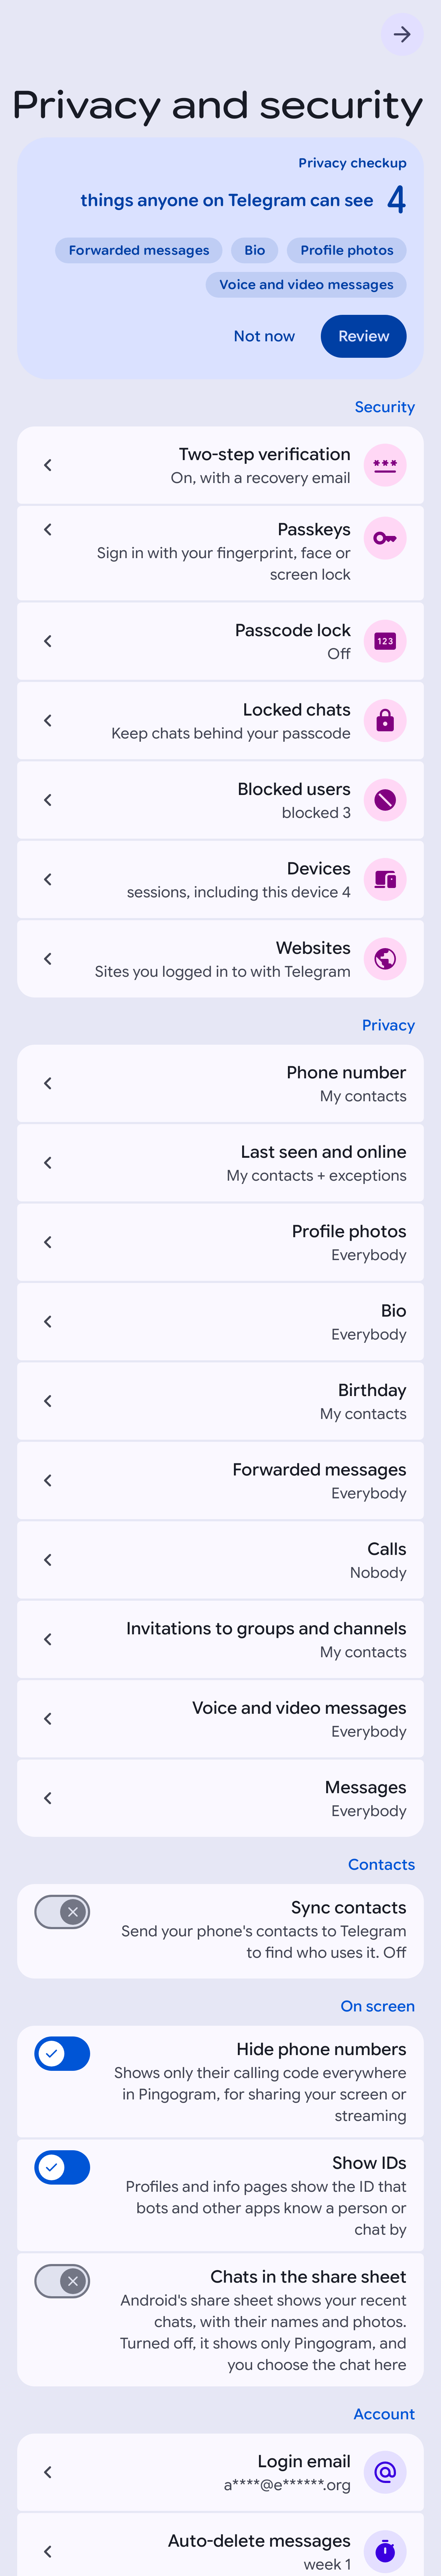 Privacy and security
Privacy checkup
things anyone on Telegram can see 4
Forwarded messages Bio Profile photos
Voice and video messages
Not now Review
Security
Two-step verification
On, with a recovery email
Passkeys
Sign in with your fingerprint, face or
screen lock
Passcode lock
Off
123
Locked chats
Keep chats behind your passcode
Blocked users
blocked 3
Devices
sessions, including this device 4
Websites
Sites you logged in to with Telegram
Privacy
Phone number
My contacts
Last seen and online
My contacts + exceptions
Profile photos
Everybody
Bio
Everybody
Birthday
My contacts
Forwarded messages
Everybody
Calls
Nobody
Invitations to groups and channels
My contacts
Voice and video messages
Everybody
Messages
Everybody
Contacts
Sync contacts
Send your phone's contacts to Telegram
to find who uses it. Off
On screen
Hide phone numbers
Shows only their calling code everywhere
in Pingogram, for sharing your screen or
streaming
Show IDs
Profiles and info pages show the ID that
bots and other apps know a person or
chat by
Chats in the share sheet
Android's share sheet shows your recent
chats, with their names and photos.
Turned off, it shows only Pingogram, and
you choose the chat here
Account
Login email
a****@e******.org
Auto-delete messages
week 1